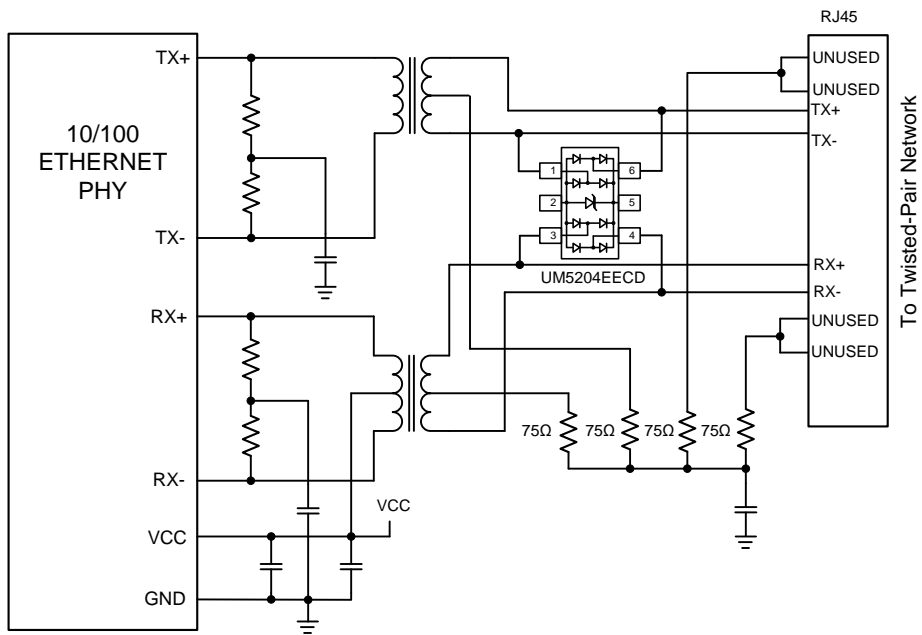 RJ45
10/100
ETHERNET
PHY
TX+
TX-
RX+
RX-
VCC
GND
VCC
1
2
3
6
5
4
UM5204EECD
75Ω
75Ω
75Ω
75Ω
UNUSED
UNUSED
TX+
TX-
RX+
RX-
UNUSED
UNUSED
To Twisted-Pair Network